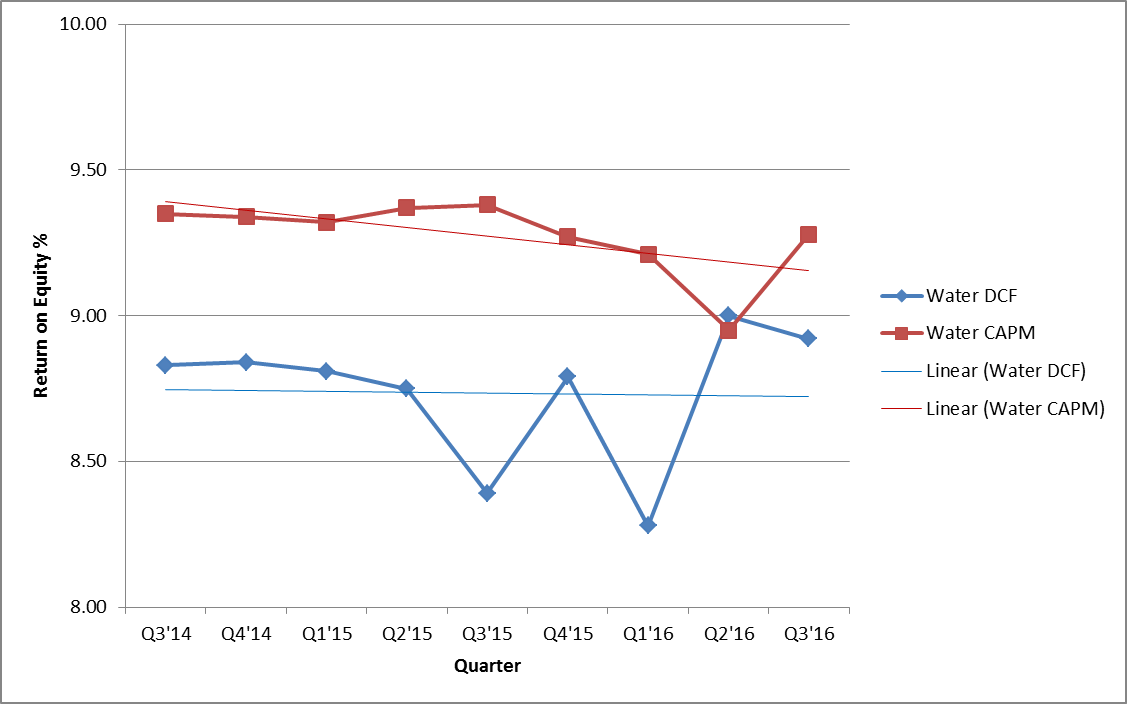 10.00
9.50
9.00
8.50
8.00
Return on Equity %
Q3'14 Q4'14 Q1'15 Q2'15 Q3'15 Q4'15 Q1'16 Q2'16 Q3'16
Quarter
Water DCF
Water CAPM
Linear (Water DCF)
Linear (Water CAPM)